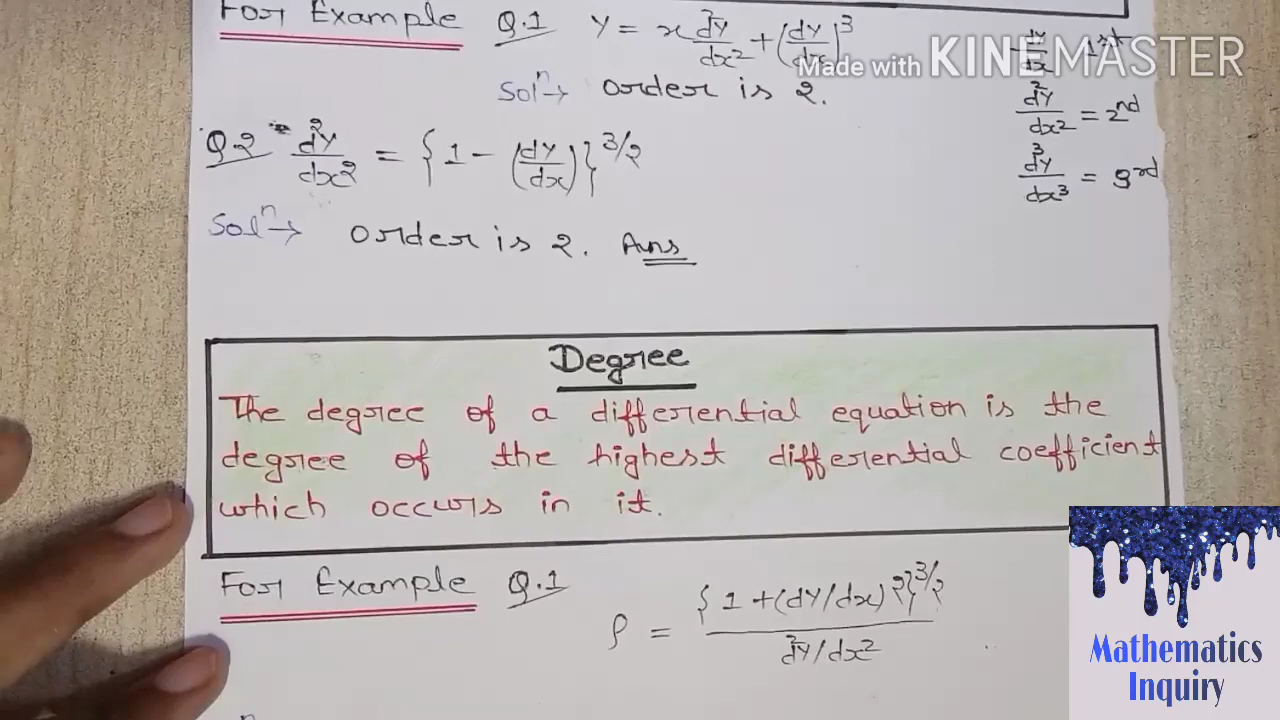 For Example Q.1 y = x d²y/dx² + (dy/dx)³
Made with KINEMASTER
dy/dx 1st
Solⁿ→ order is 2.
d²y/dx² = 2nd
Q.2 d²y/dx² = {1 - (dy/dx)}^3/2
d³y/dx³ = 3rd
Solⁿ→ order is 2. Ans
Degree
The degree of a differential equation is the
degree of the highest differential coefficient
which occurs in it.
For Example Q.1
ρ = {1 + (dy/dx)²}^3/2 / d²y/dx²
Mathematics
Inquiry